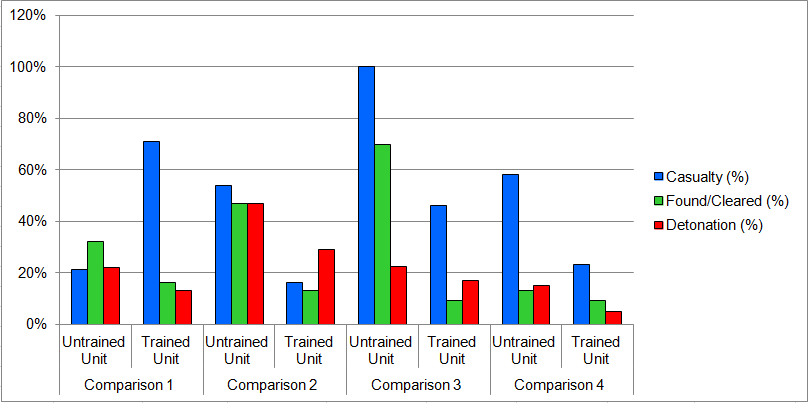 120%
100%
80%
60%
40%
20%
0%
Untrained Trained Untrained Trained Untrained Trained Untrained Trained
Unit Unit Unit Unit Unit Unit Unit Unit
Comparison 1 Comparison 2 Comparison 3 Comparison 4
Casualty (%)
Found/Cleared (%)
Detonation (%)